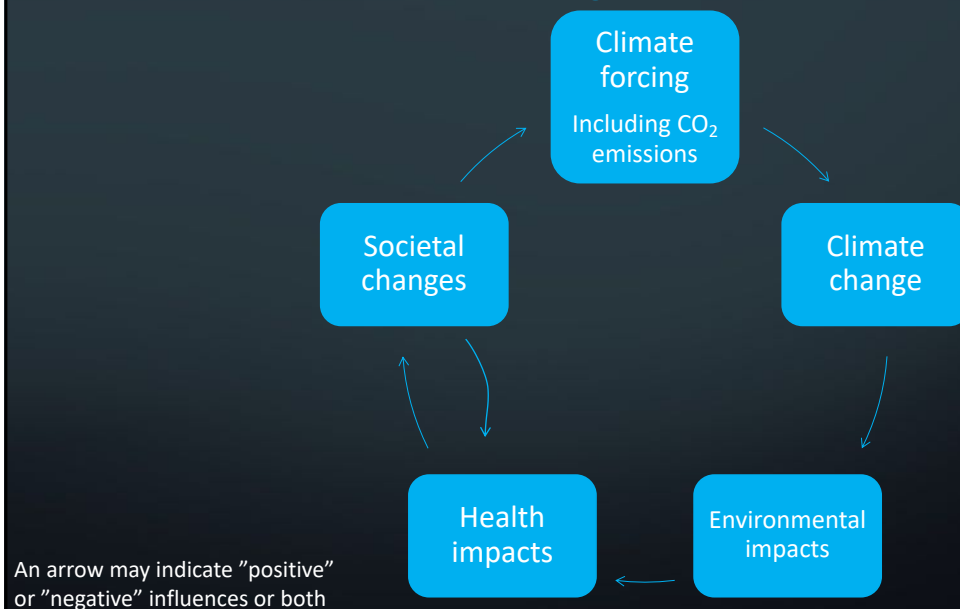 Climate
forcing
Including CO₂
emissions
Societal
changes
Climate
change
Health
impacts
Environmental
impacts
An arrow may indicate ”positive”
or ”negative” influences or both